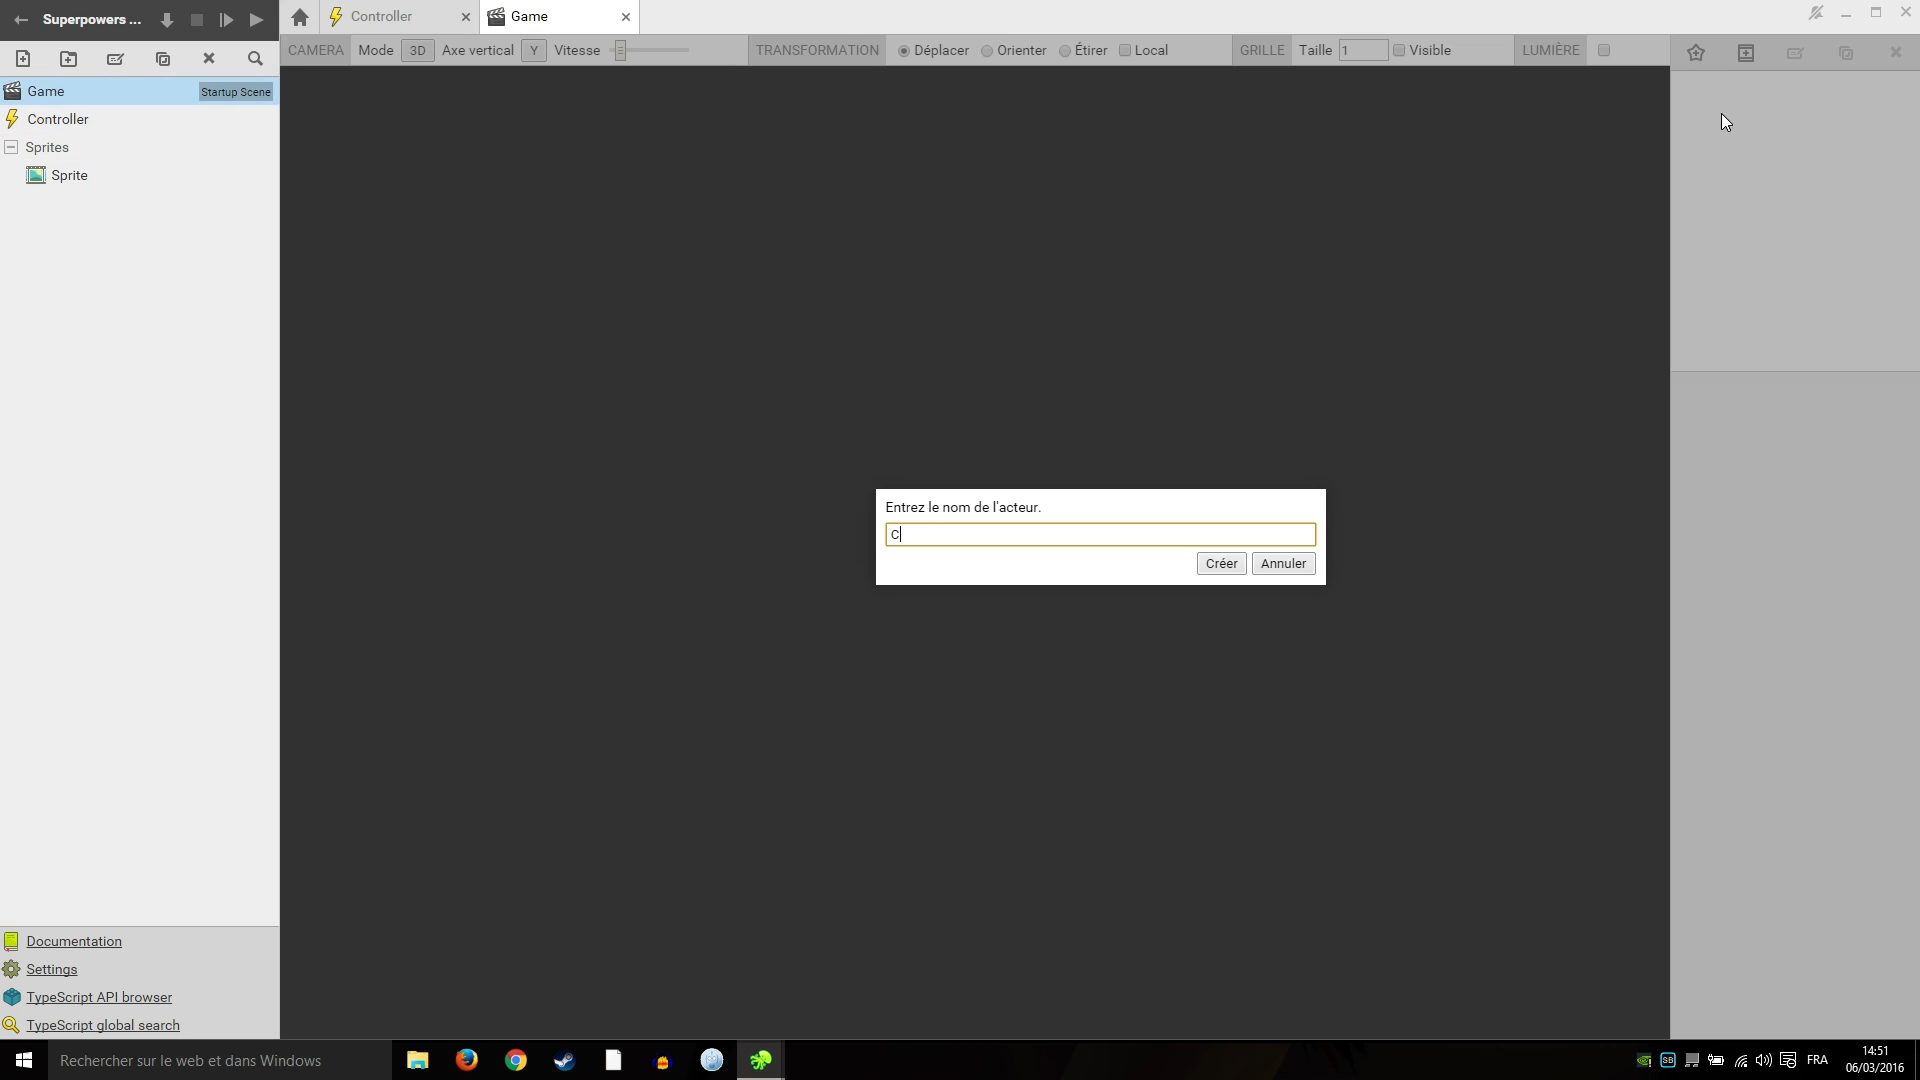 Superpowers ...
Controller
Game
CAMERA Mode 3D Axe vertical Y Vitesse TRANSFORMATION Déplacer Orienter Étirer Local GRILLE Taille 1 Visible LUMIÈRE
Game Startup Scene
Controller
Sprites
Sprite
Entrez le nom de l'acteur.
C
Créer Annuler
Documentation
Settings
TypeScript API browser
TypeScript global search
Rechercher sur le web et dans Windows
SB
FRA
14:51
06/03/2016